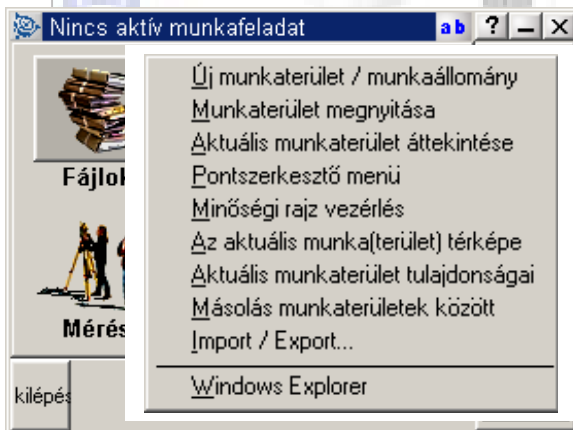 Nincs aktív munkafeladat
ab ?
Új munkaterület / munkaállomány
Munkaterület megnyitása
Aktuális munkaterület áttekintése
Pontszerkesztő menü
Minőségi rajz vezérlés
Az aktuális munka(terület) térképe
Aktuális munkaterület tulajdonságai
Másolás munkaterületek között
Import / Export...
Windows Explorer
Fájlok
Mérés
kilépés